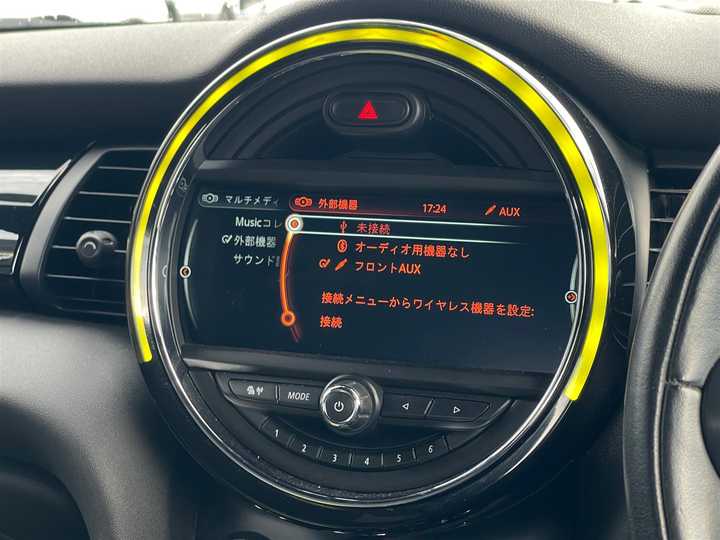 マルチメディ
Musicコレ
外部機器
サウンド
外部機器
17:24
AUX
未接続
オーディオ用機器なし
フロントAUX
接続メニューからワイヤレス機器を設定:
接続
MODE
1 2 3 4 5 6